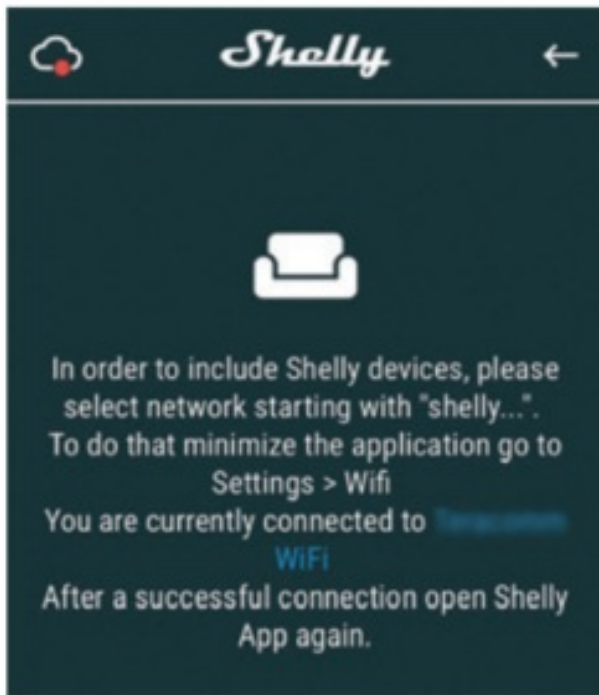 Shelly
In order to include Shelly devices, please
select network starting with "shelly...".
To do that minimize the application go to
Settings > Wifi
You are currently connected to
WiFi
After a successful connection open Shelly
App again.